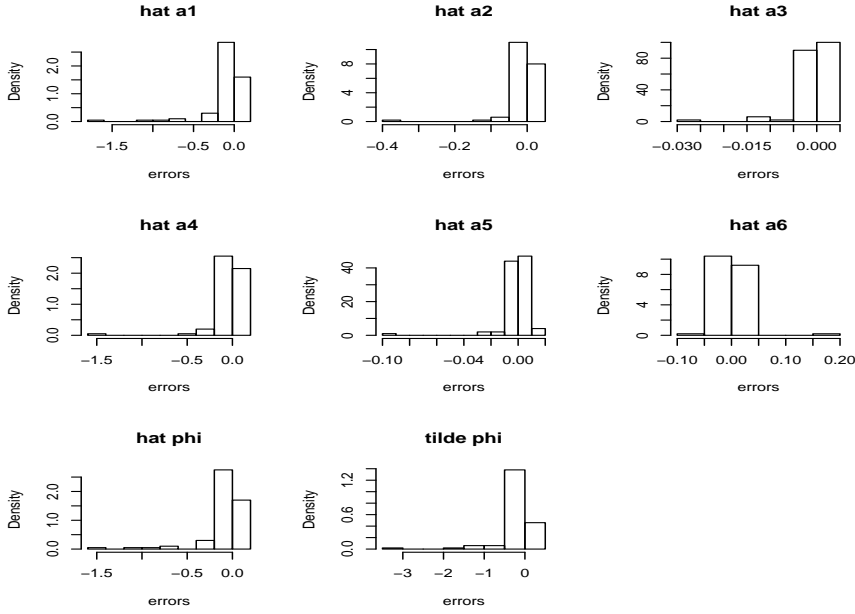 hat a1
Density
0.0 1.0 2.0
−1.5 −0.5 0.0
errors
hat a2
Density
0 4 8
−0.4 −0.2 0.0
errors
hat a3
Density
0 40 80
−0.030 −0.015 0.000
errors
hat a4
Density
0.0 1.0 2.0
−1.5 −0.5 0.0
errors
hat a5
Density
0 20 40
−0.10 −0.04 0.00
errors
hat a6
Density
0 4 8
−0.10 0.00 0.10 0.20
errors
hat phi
Density
0.0 1.0 2.0
−1.5 −0.5 0.0
errors
tilde phi
Density
0.0 0.6 1.2
−3 −2 −1 0
errors